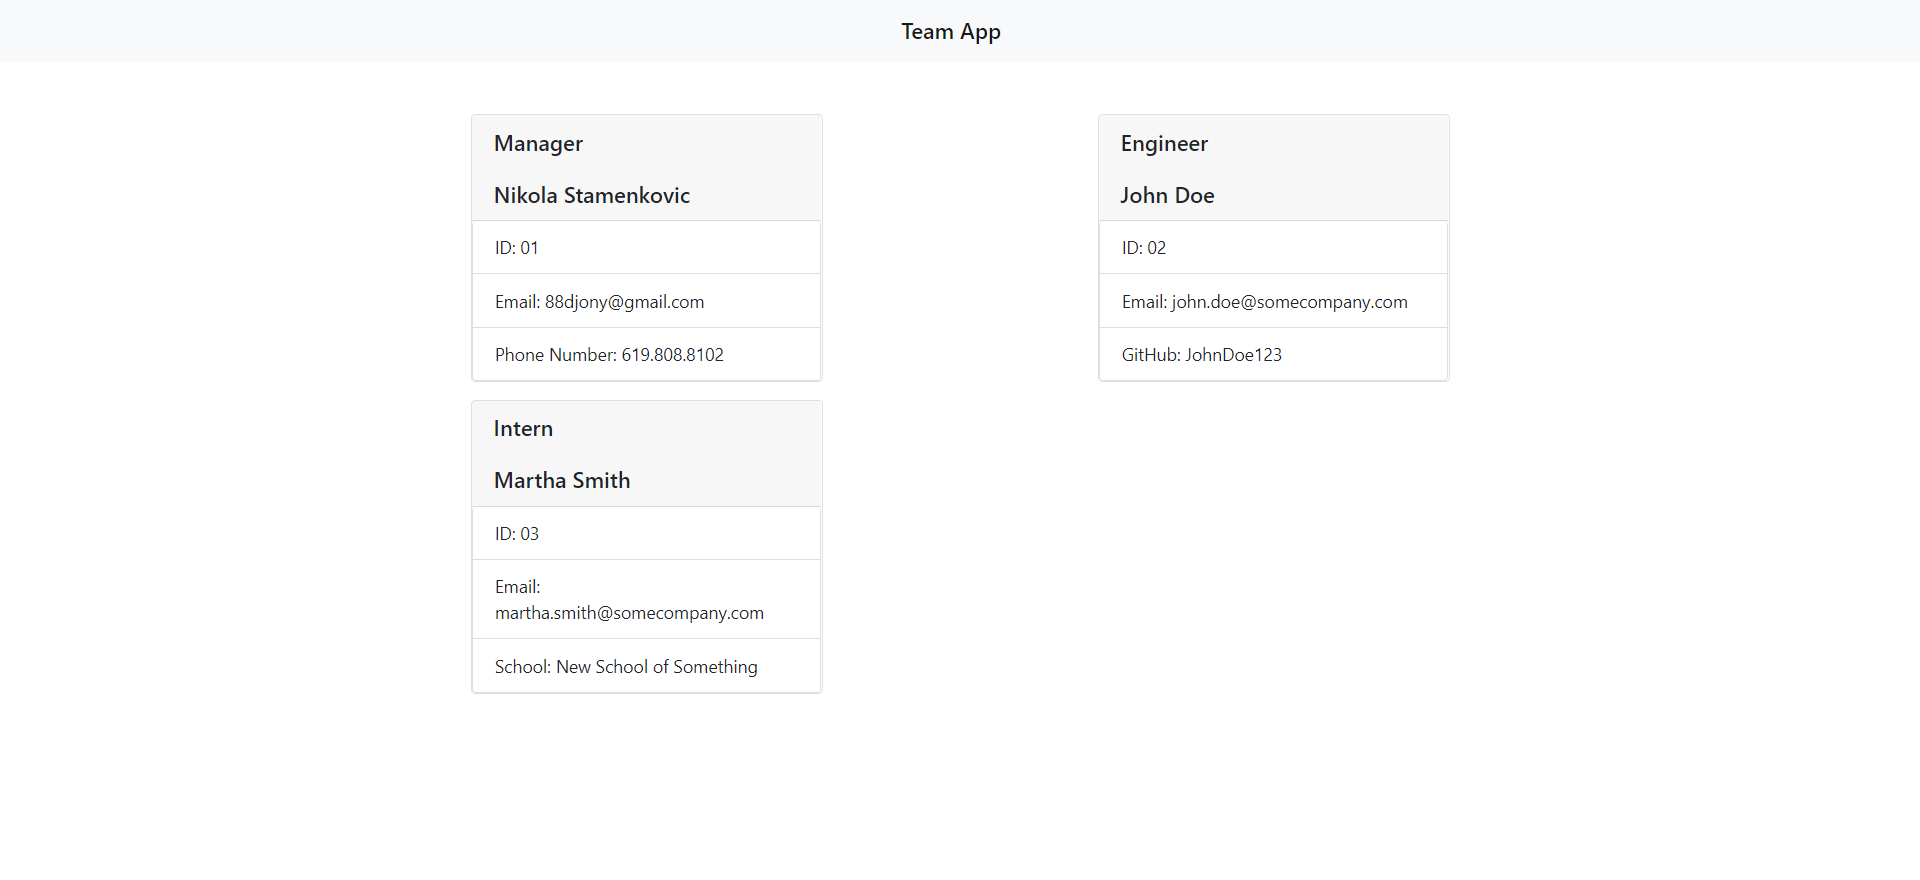 Team App
Manager
Nikola Stamenkovic
ID: 01
Email: 88djony@gmail.com
Phone Number: 619.808.8102
Engineer
John Doe
ID: 02
Email: john.doe@somecompany.com
GitHub: JohnDoe123
Intern
Martha Smith
ID: 03
Email:
martha.smith@somecompany.com
School: New School of Something